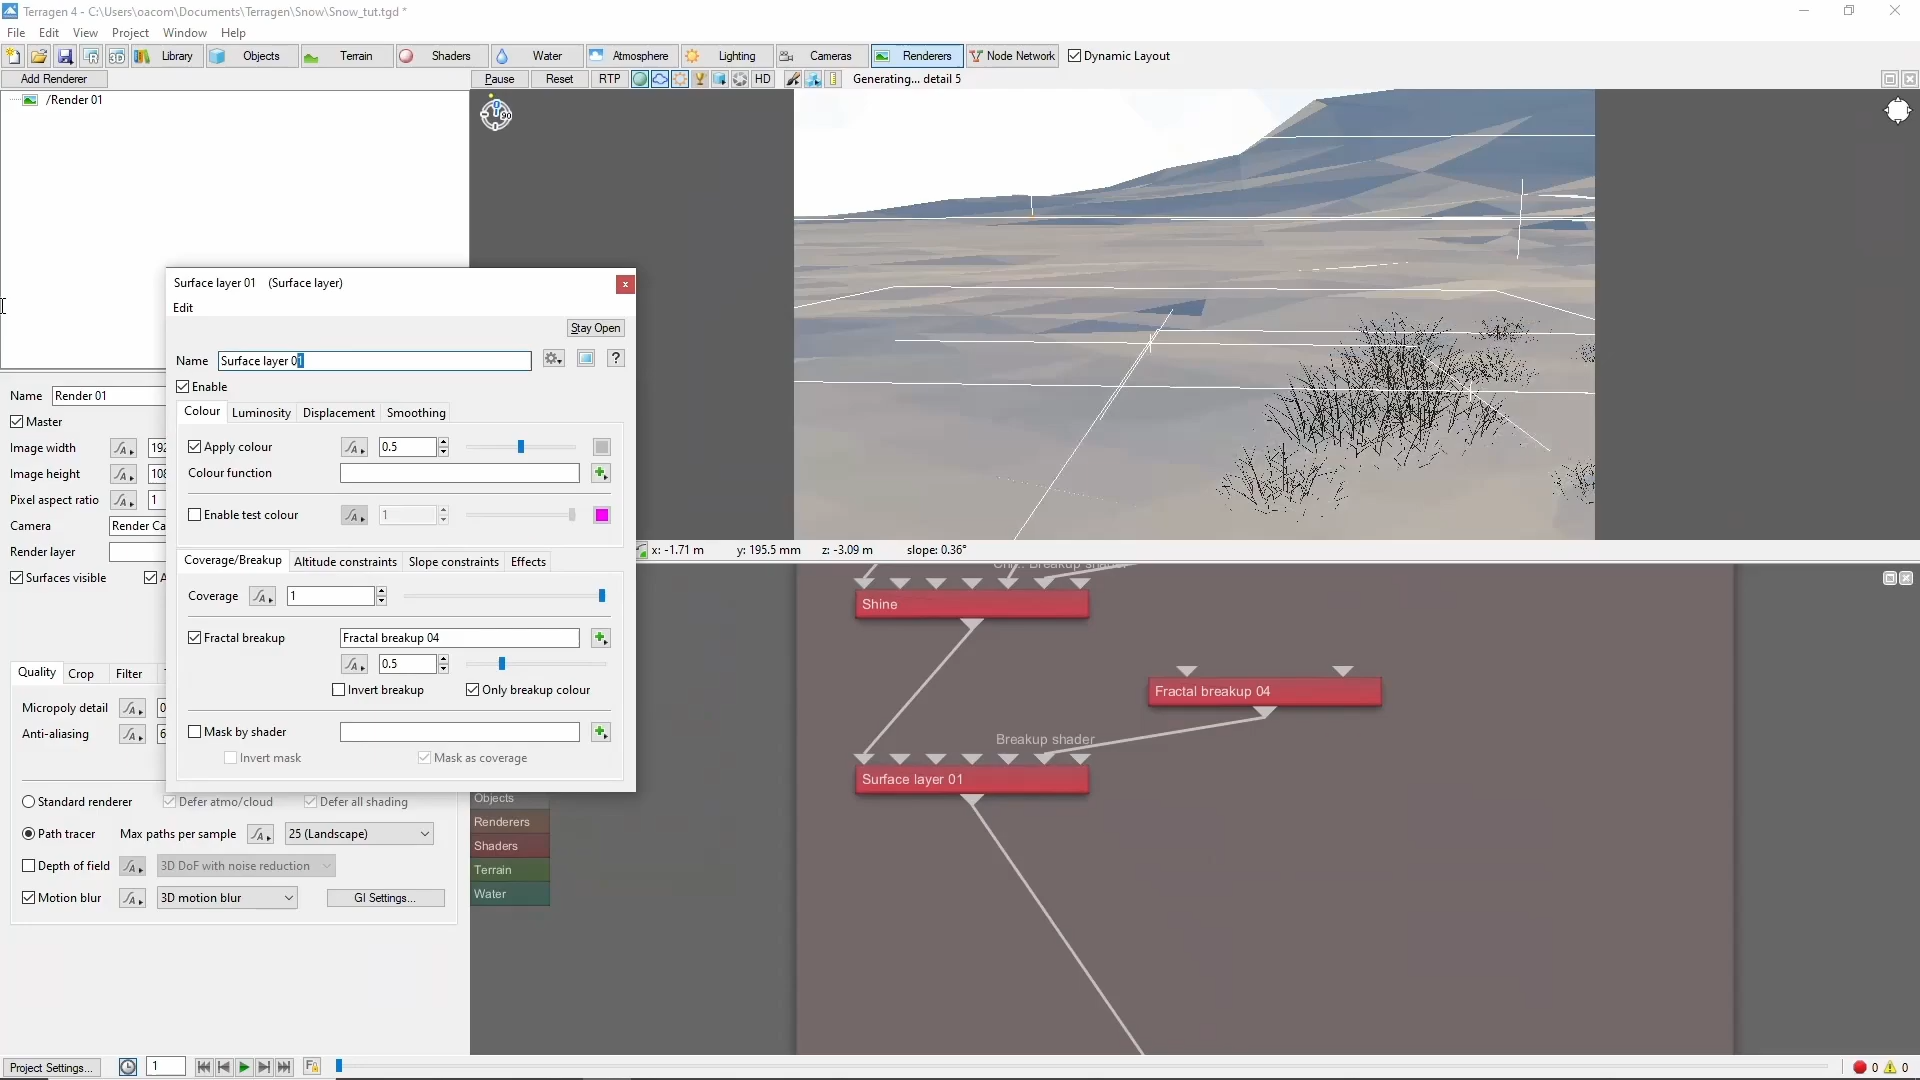 Terragen 4 - C:\Users\oacom\Documents\Terragen\Snow\Snow_tut.tgd *
File Edit View Project Window Help
Library Objects Terrain Shaders Water Atmosphere Lighting Cameras Renderers Node Network Dynamic Layout
Add Renderer
Pause Reset RTP HD Generating... detail 5
/Render 01
Surface layer 01 (Surface layer)
Edit
Stay Open
Name Surface layer 01
Enable
Colour Luminosity Displacement Smoothing
Apply colour 0.5
Colour function
Enable test colour 1
Coverage/Breakup Altitude constraints Slope constraints Effects
Coverage 1
Fractal breakup Fractal breakup 04
0.5
Invert breakup Only breakup colour
Mask by shader
Invert mask Mask as coverage
Name Render 01
Master
Image width 192
Image height 108
Pixel aspect ratio 1
Camera Render Ca
Render layer
Surfaces visible A
Quality Crop Filter
Micropoly detail 0
Anti-aliasing 6
Standard renderer Defer atmo/cloud Defer all shading
Path tracer Max paths per sample 25 (Landscape)
Depth of field 3D DoF with noise reduction
Motion blur 3D motion blur GI Settings...
x: -1.71 m y: 195.5 mm z: -3.09 m slope: 0.36°
Breakup shader
Shine
Fractal breakup 04
Breakup shader
Surface layer 01
Objects
Renderers
Shaders
Terrain
Water
Project Settings... 1 0 0